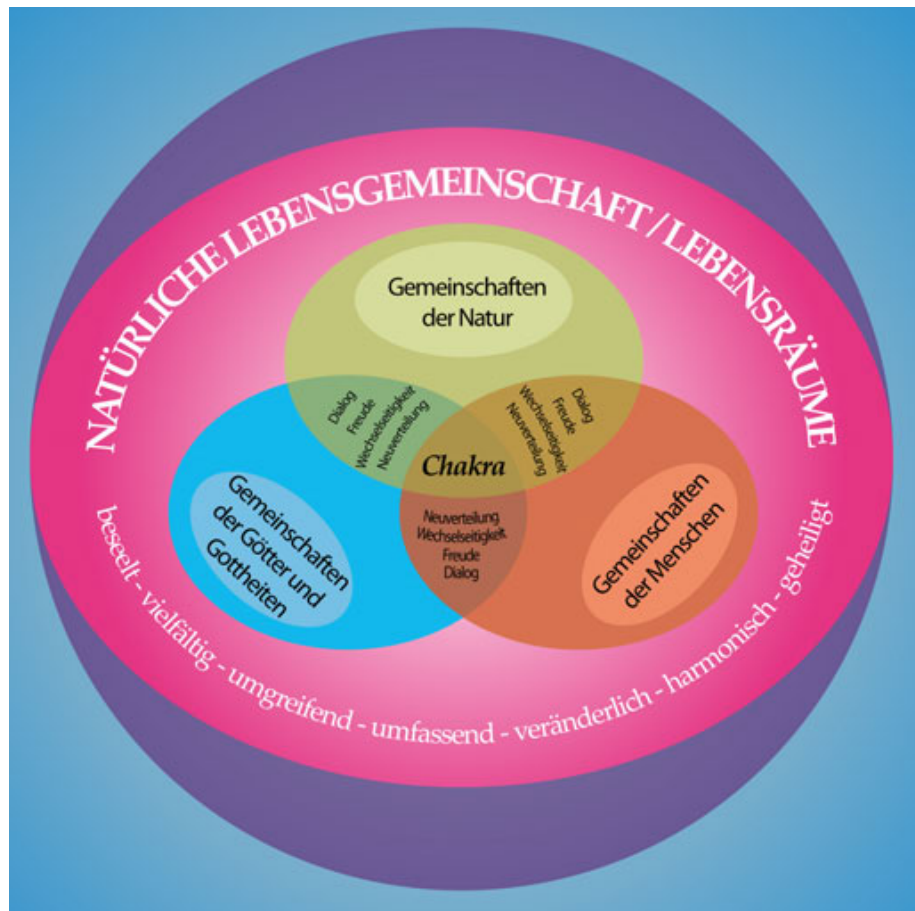 NATÜRLICHE LEBENSGEMEINSCHAFT / LEBENSRÄUME
Gemeinschaften
der Natur
Dialog
Freude
Wechselseitigkeit
Neuverteilung
Dialog
Freude
Wechselseitigkeit
Neuverteilung
Chakra
Gemeinschaften
der Götter und
Gottheiten
Neuverteilung
Wechselseitigkeit
Freude
Dialog
Gemeinschaften
der Menschen
beseelt - vielfältig - umgreifend - umfassend - veränderlich - harmonisch - geheiligt